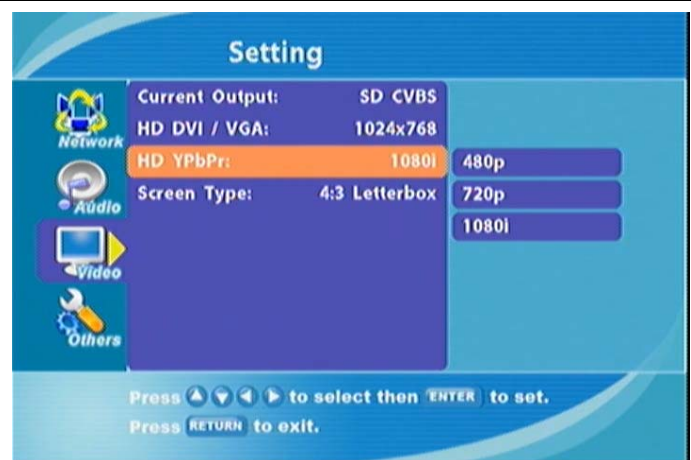 Setting
Network
Audio
Video
Others
Current Output: SD CVBS
HD DVI / VGA: 1024x768
HD YPbPr: 1080i
Screen Type: 4:3 Letterbox
480p
720p
1080i
Press to select then ENTER to set.
Press RETURN to exit.